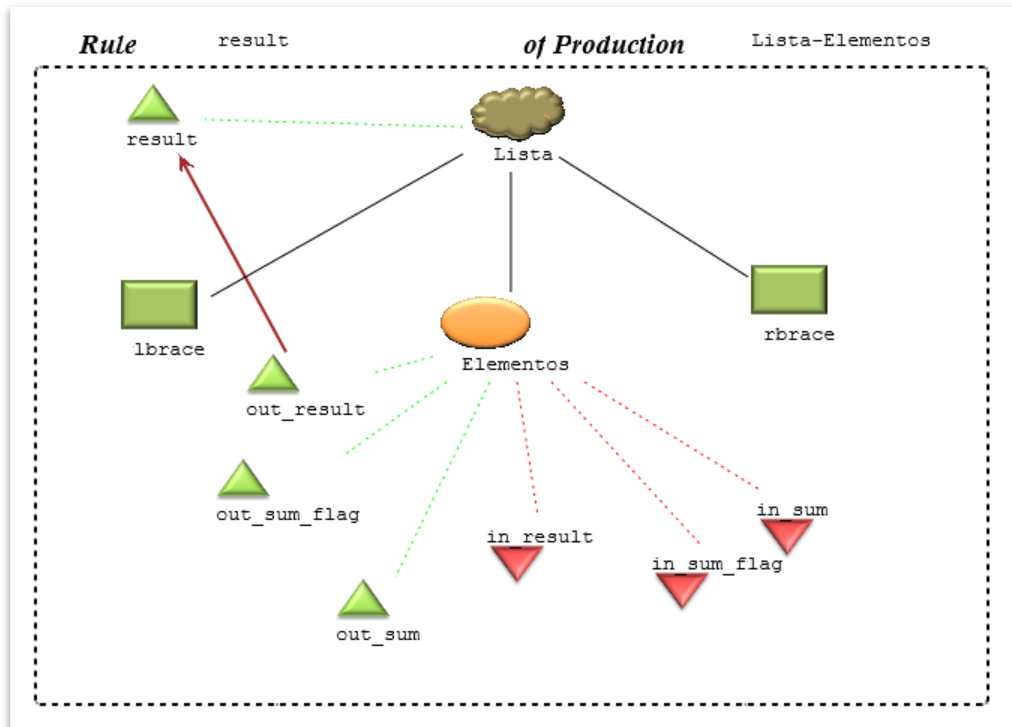 Rule result of Production Lista-Elementos
result
Lista
lbrace
rbrace
Elementos
out_result
out_sum_flag
in_sum
in_result
in_sum_flag
out_sum